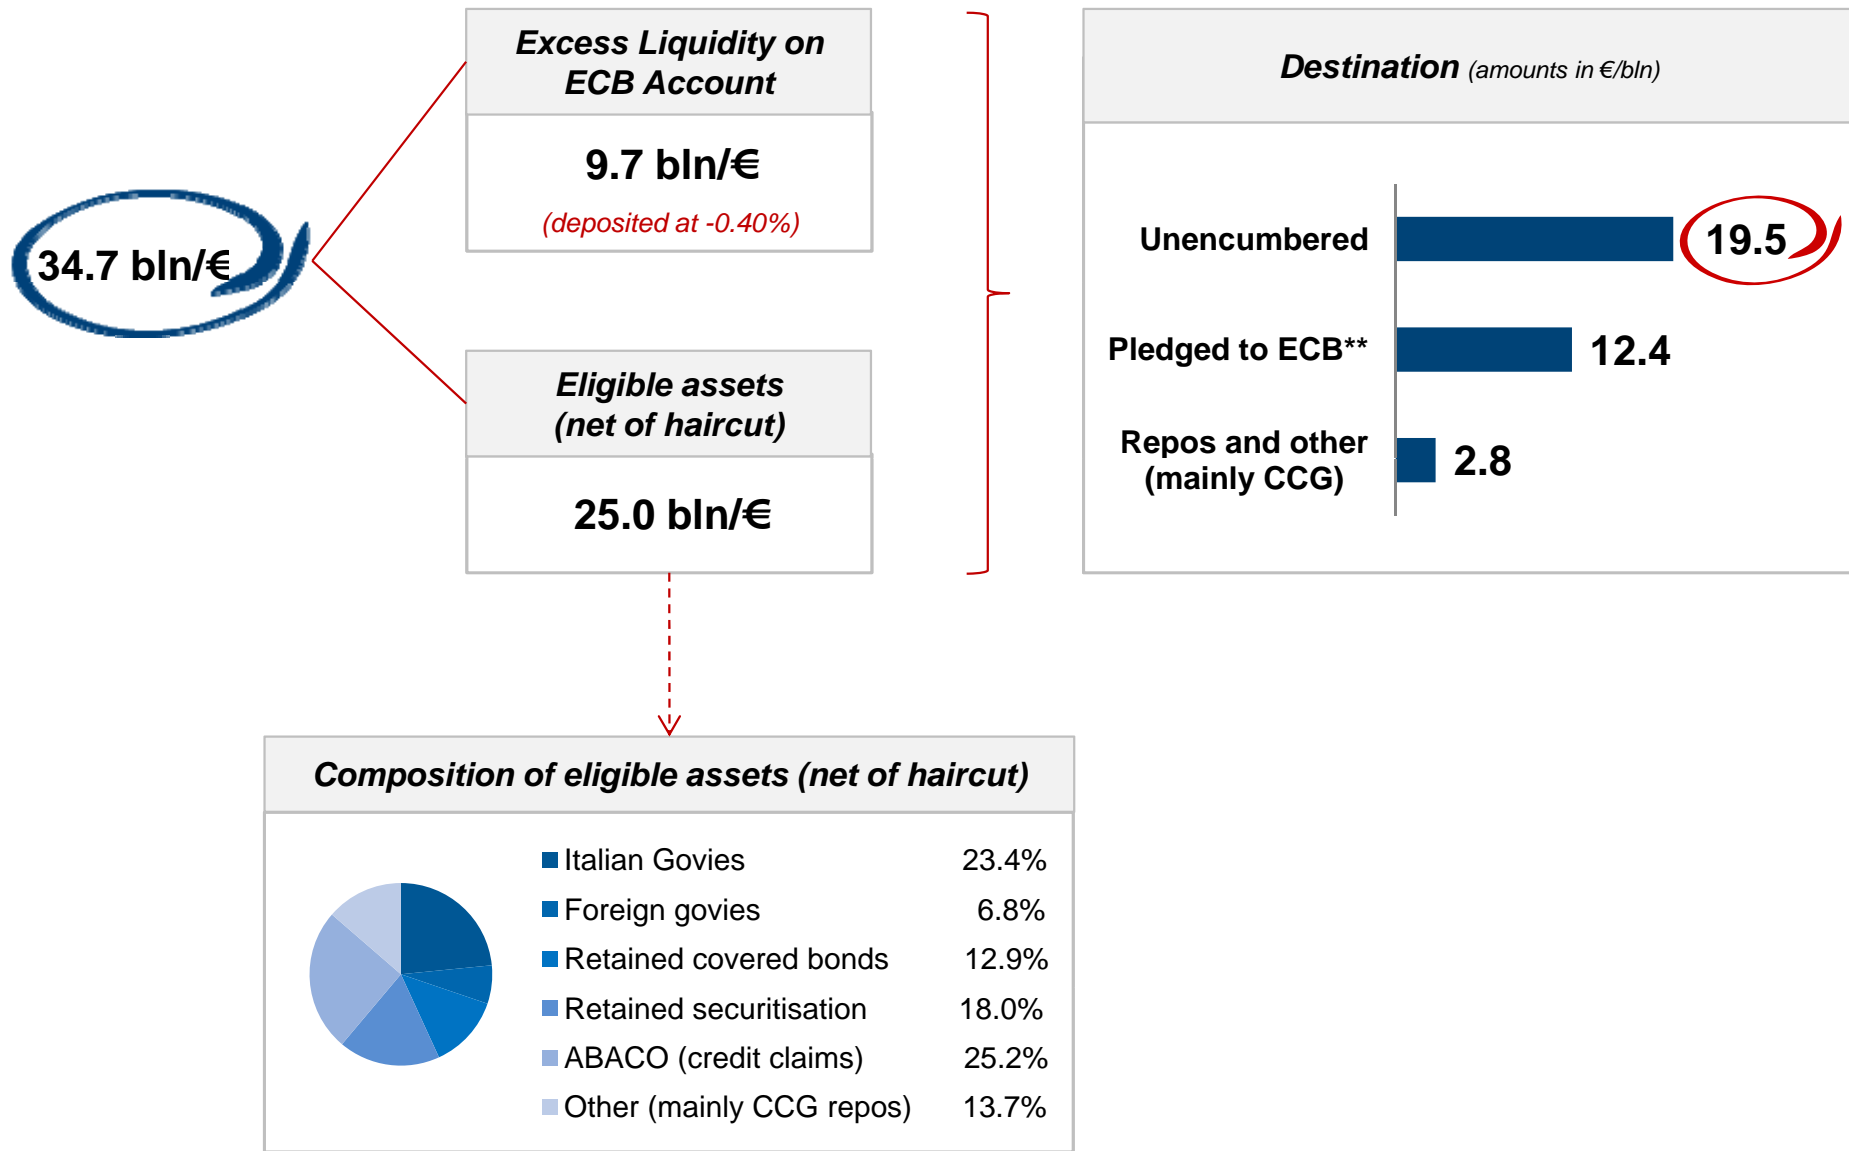 34.7 bln/€
Excess Liquidity on
ECB Account
9.7 bln/€
(deposited at -0.40%)
Eligible assets
(net of haircut)
25.0 bln/€
Destination (amounts in €/bln)
Unencumbered 19.5
Pledged to ECB** 12.4
Repos and other
(mainly CCG)
2.8
Composition of eligible assets (net of haircut)
Italian Govies 23.4%
Foreign govies 6.8%
Retained covered bonds 12.9%
Retained securitisation 18.0%
ABACO (credit claims) 25.2%
Other (mainly CCG repos) 13.7%